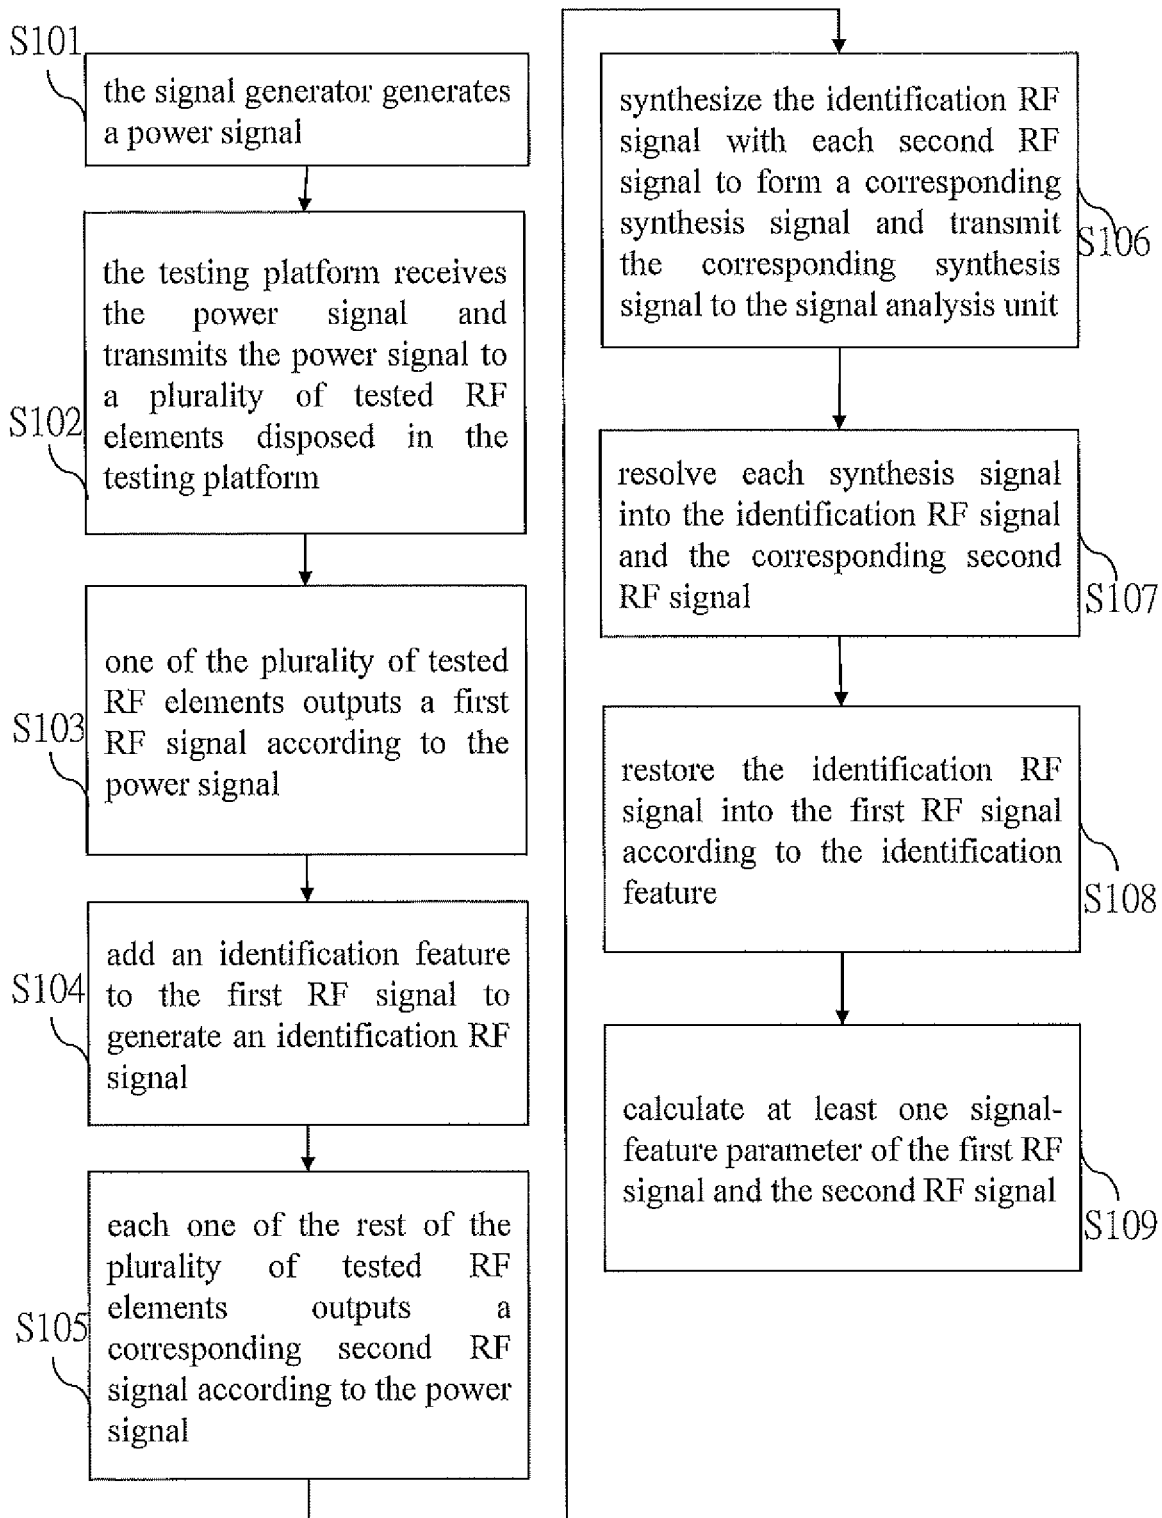 S101
the signal generator generates
a power signal
the testing platform receives
the power signal and
transmits the power signal to
a plurality of tested RF
elements disposed in the
testing platform
S102
one of the plurality of tested
RF elements outputs a first
RF signal according to the
power signal
S103
add an identification feature
to the first RF signal to
generate an identification RF
signal
S104
each one of the rest of the
plurality of tested RF
elements outputs a
corresponding second RF
signal according to the power
signal
S105
synthesize the identification RF
signal with each second RF
signal to form a corresponding
synthesis signal and transmit
the corresponding synthesis
signal to the signal analysis unit
S106
resolve each synthesis signal
into the identification RF signal
and the corresponding second
RF signal
S107
restore the identification RF
signal into the first RF signal
according to the identification
feature
S108
calculate at least one signal-
feature parameter of the first RF
signal and the second RF signal
S109